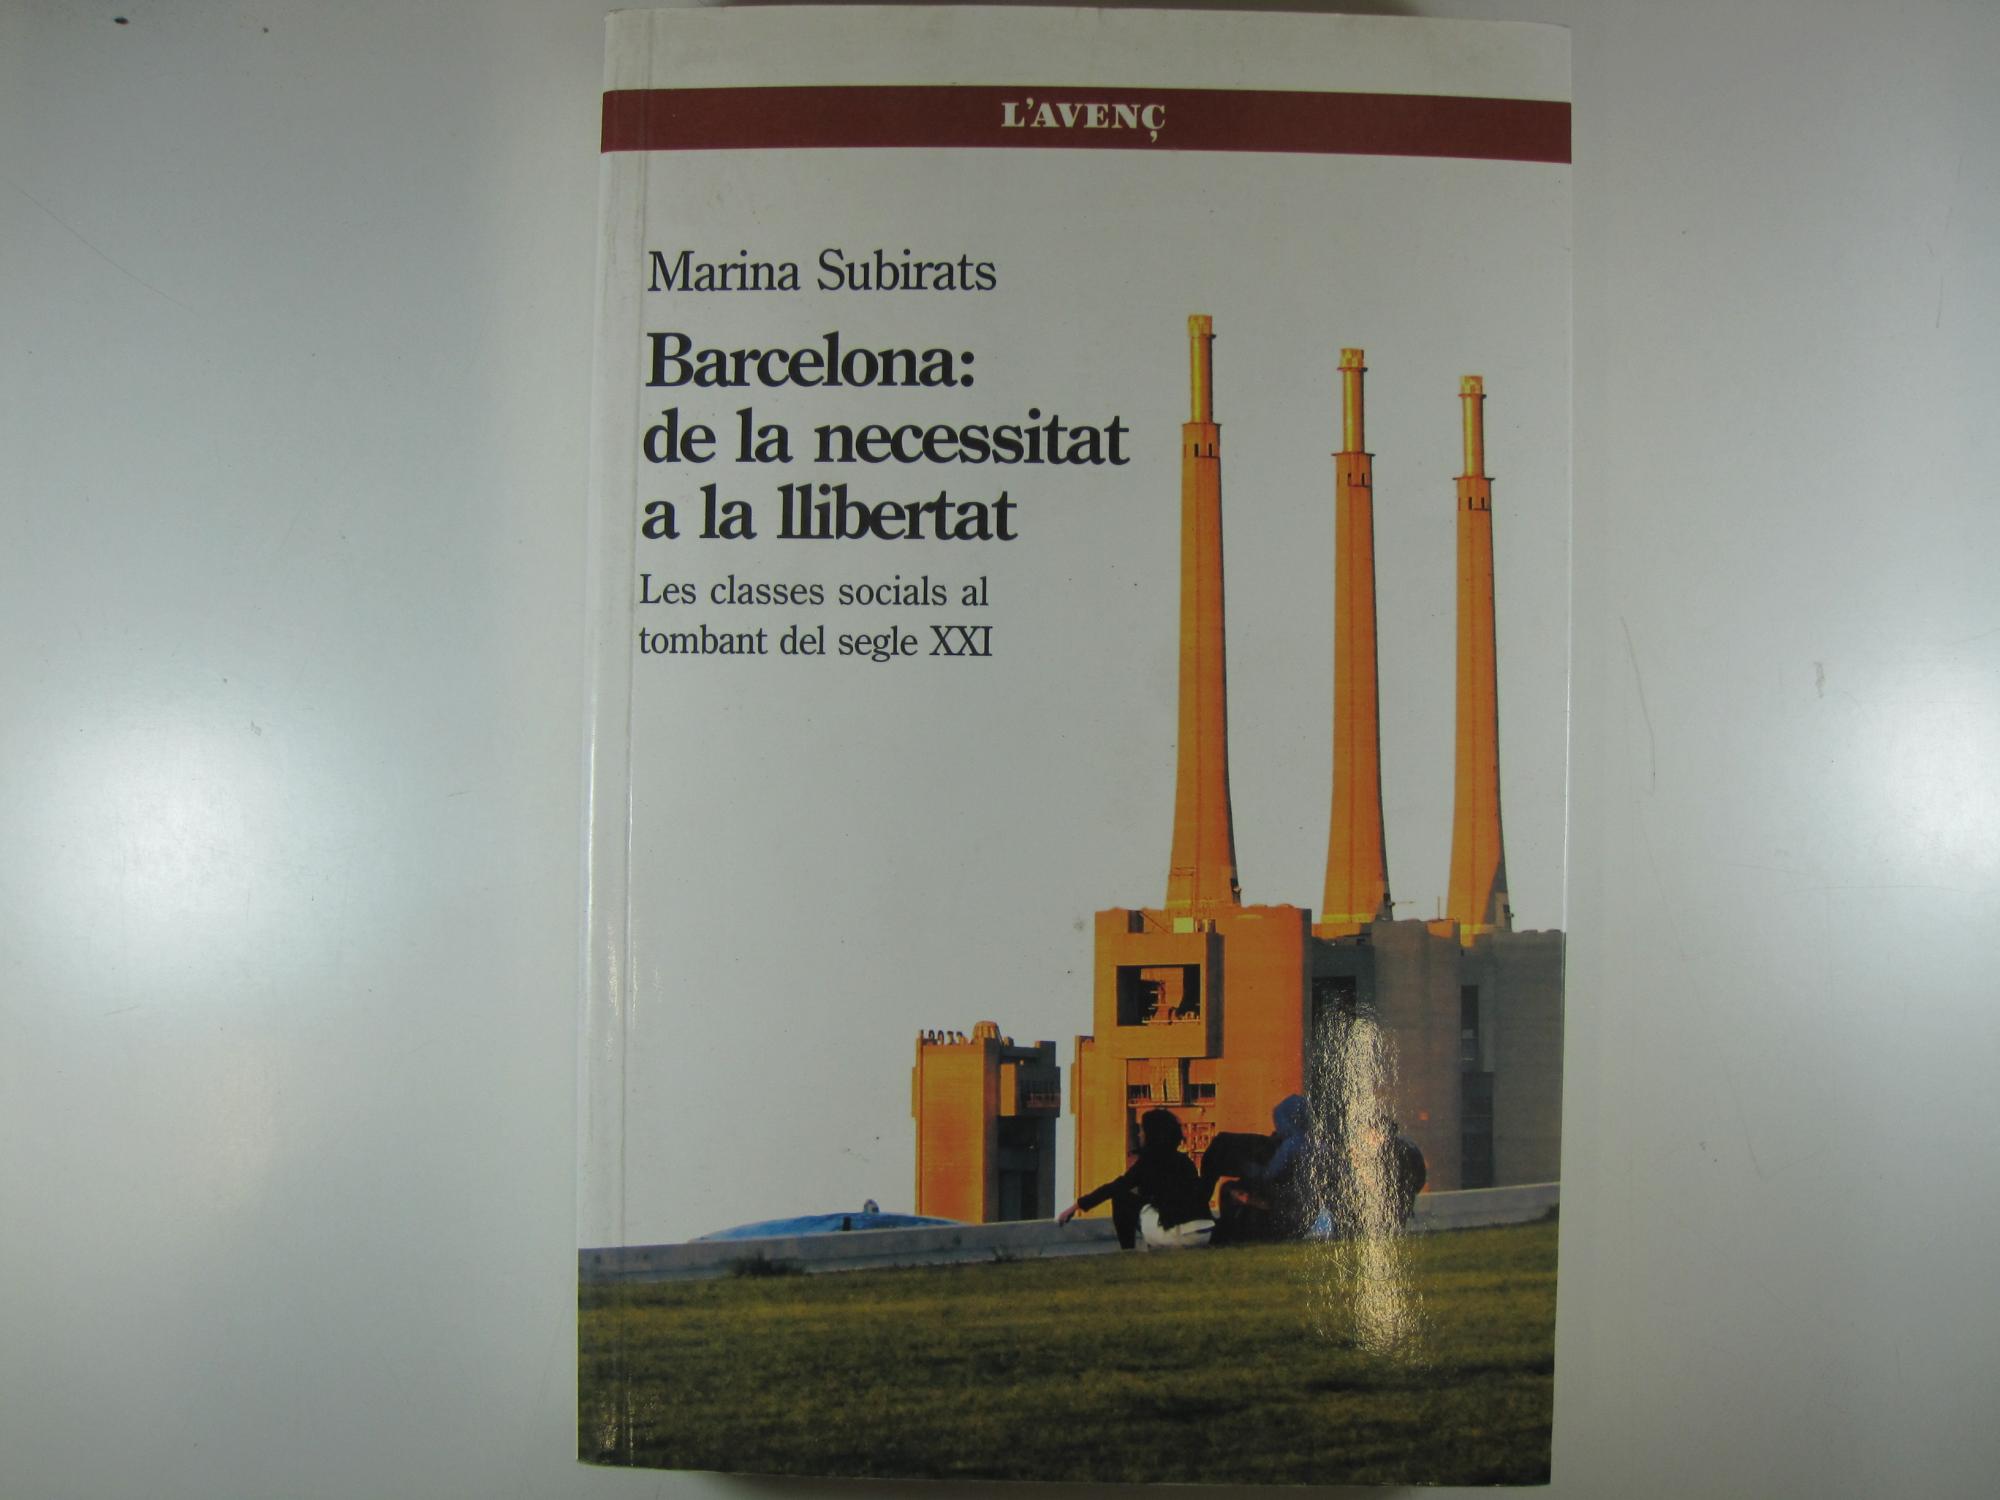 L'AVENÇ
Marina Subirats
Barcelona:
de la necessitat
a la llibertat
Les classes socials al
tombant del segle XXI